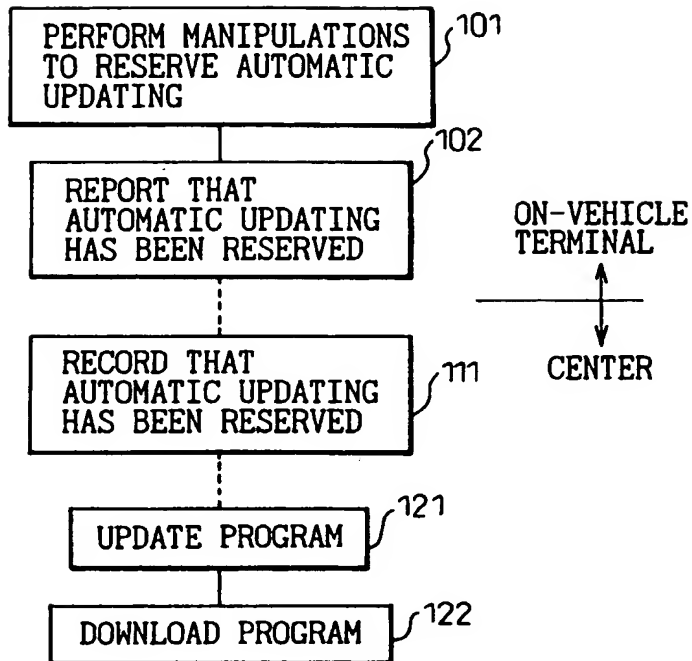 PERFORM MANIPULATIONS
TO RESERVE AUTOMATIC
UPDATING
101
102
REPORT THAT
AUTOMATIC UPDATING
HAS BEEN RESERVED
ON-VEHICLE
TERMINAL
CENTER
RECORD THAT
AUTOMATIC UPDATING
HAS BEEN RESERVED
111
UPDATE PROGRAM
121
DOWNLOAD PROGRAM
122